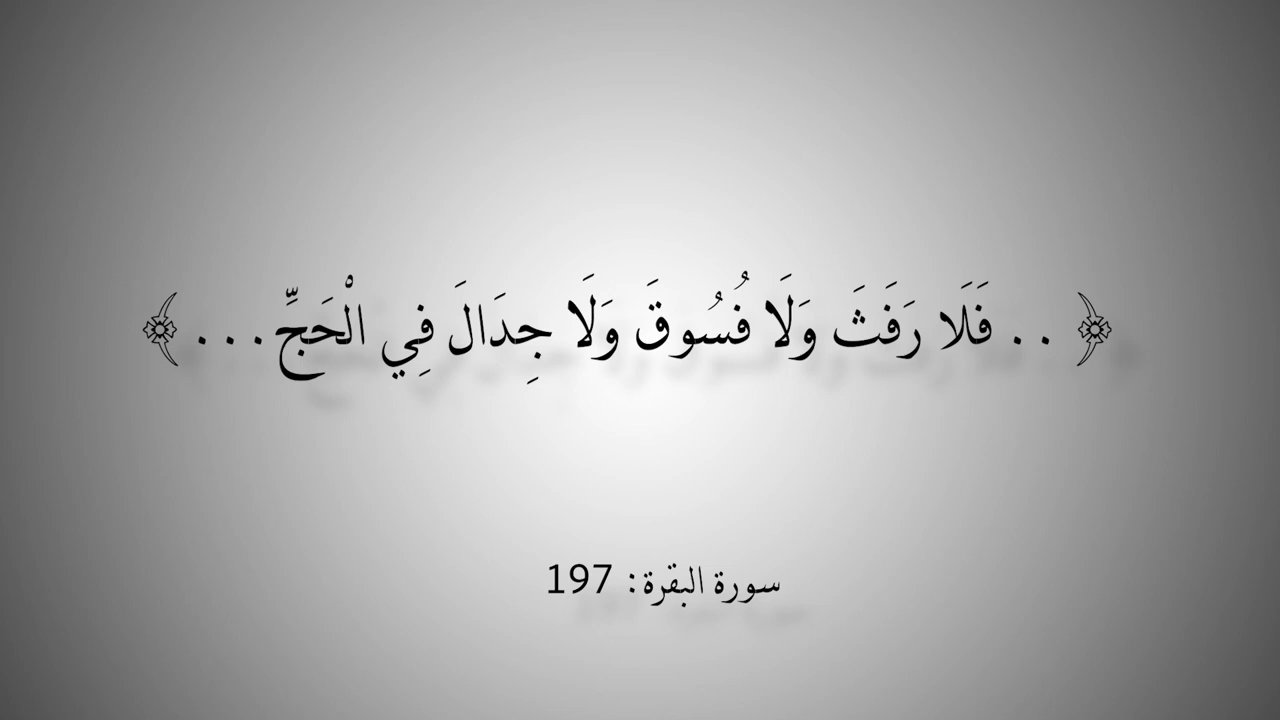 ﴿ .. فَلَا رَفَثَ وَلَا فُسُوقَ وَلَا جِدَالَ فِي الْحَجِّ ... ﴾
سورة البقرة: 197